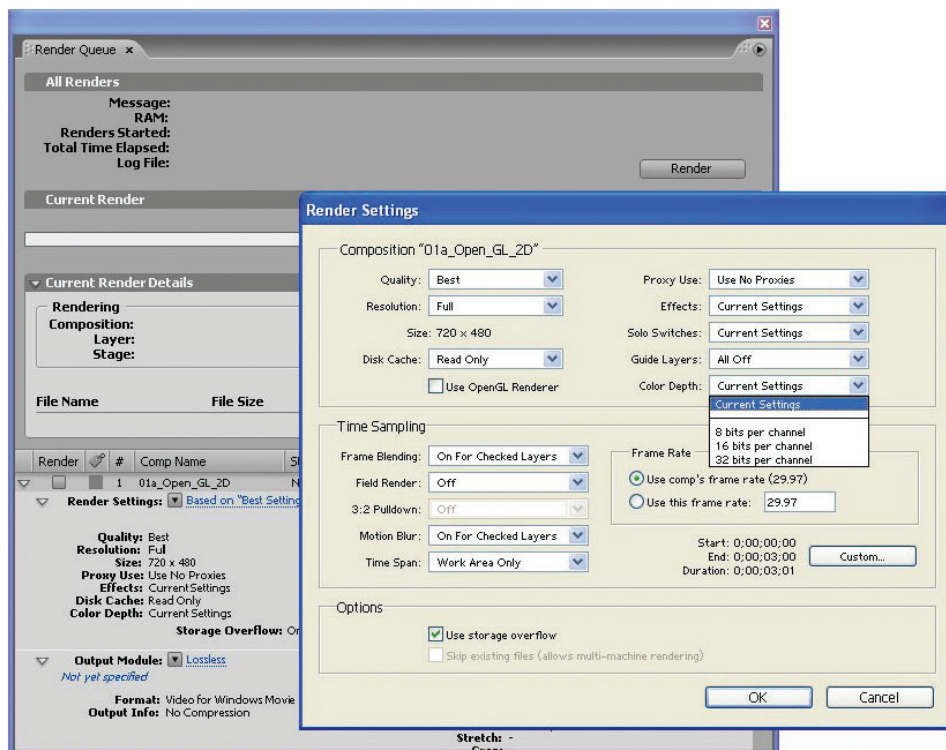 Render Queue
All Renders
Message:
RAM:
Renders Started:
Total Time Elapsed:
Log File:
Render
Current Render
Current Render Details
Rendering
Composition:
Layer:
Stage:
File Name File Size
Render # Comp Name
1 01a_Open_GL_2D
Render Settings: Based on "Best Setting
Quality: Best
Resolution: Full
Size: 720 x 480
Proxy Use: Use No Proxies
Effects: Current Settings
Disk Cache: Read Only
Color Depth: Current Settings
Storage Overflow:
Output Module: Lossless
Not yet specified
Format: Video for Windows Movie
Output Info: No Compression
Stretch: -
Render Settings
Composition "01a_Open_GL_2D"
Quality: Best
Resolution: Full
Size: 720 x 480
Disk Cache: Read Only
Use OpenGL Renderer
Proxy Use: Use No Proxies
Effects: Current Settings
Solo Switches: Current Settings
Guide Layers: All Off
Color Depth: Current Settings
Current Settings
8 bits per channel
16 bits per channel
32 bits per channel
Time Sampling
Frame Blending: On For Checked Layers
Field Render: Off
3:2 Pulldown: Off
Motion Blur: On For Checked Layers
Time Span: Work Area Only
Frame Rate
Use comp's frame rate (29.97)
Use this frame rate: 29.97
Start: 0;00;00;00
End: 0;00;03;00
Duration: 0;00;03;01
Custom...
Options
Use storage overflow
Skip existing files (allows multi-machine rendering)
OK Cancel